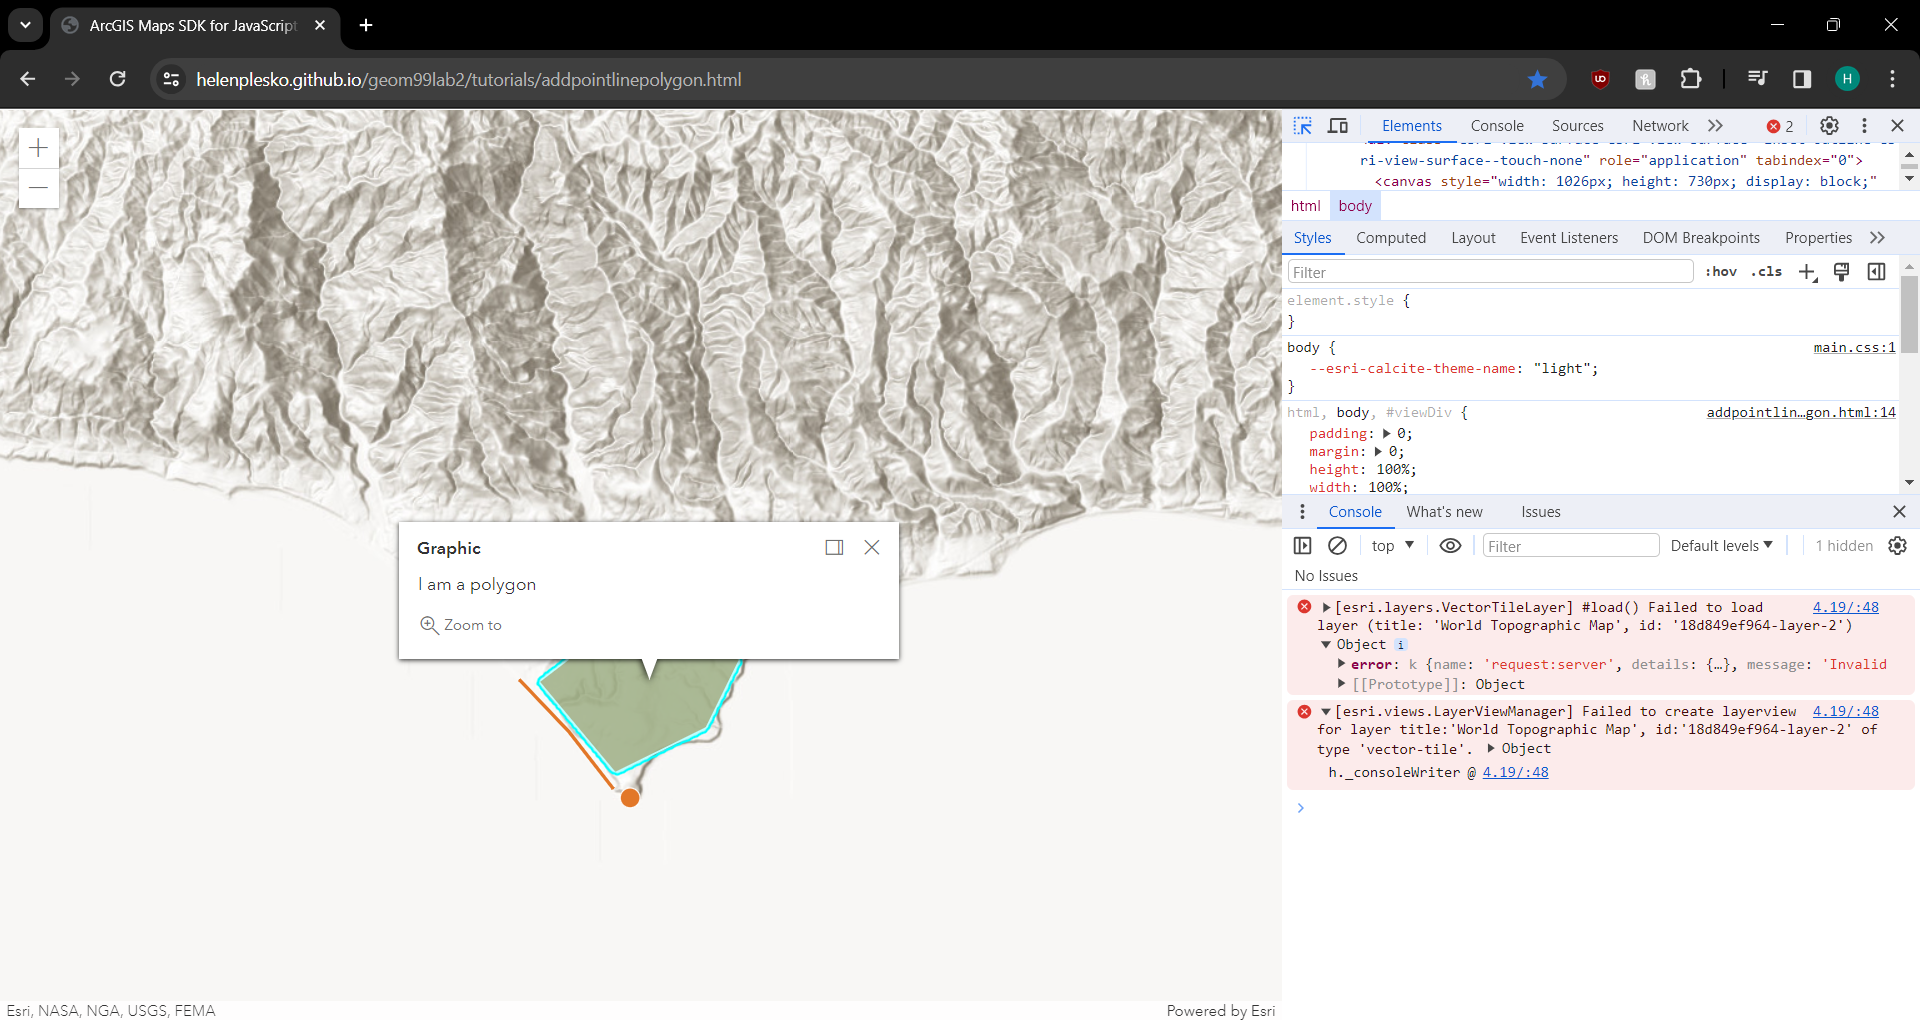 ArcGIS Maps SDK for JavaScript
helenplesko.github.io/geom99lab2/tutorials/addpointlinepolygon.html
H
Graphic
I am a polygon
Zoom to
Esri, NASA, NGA, USGS, FEMA
Powered by Esri
Elements Console Sources Network 2
ri-view-surface--touch-none" role="application" tabindex="0">
<canvas style="width: 1026px; height: 730px; display: block;"
html body
Styles Computed Layout Event Listeners DOM Breakpoints Properties
Filter :hov .cls
element.style {
}
body { main.css:1
--esri-calcite-theme-name: "light";
}
html, body, #viewDiv { addpointlin…gon.html:14
padding: 0;
margin: 0;
height: 100%;
width: 100%;
Console What's new Issues
top Filter Default levels 1 hidden
No Issues
[esri.layers.VectorTileLayer] #load() Failed to load 4.19/:48
layer (title: 'World Topographic Map', id: '18d849ef964-layer-2')
Object i
error: k {name: 'request:server', details: {…}, message: 'Invalid
[[Prototype]]: Object
[esri.views.LayerViewManager] Failed to create layerview 4.19/:48
for layer title:'World Topographic Map', id:'18d849ef964-layer-2' of
type 'vector-tile'. Object
h._consoleWriter @ 4.19/:48